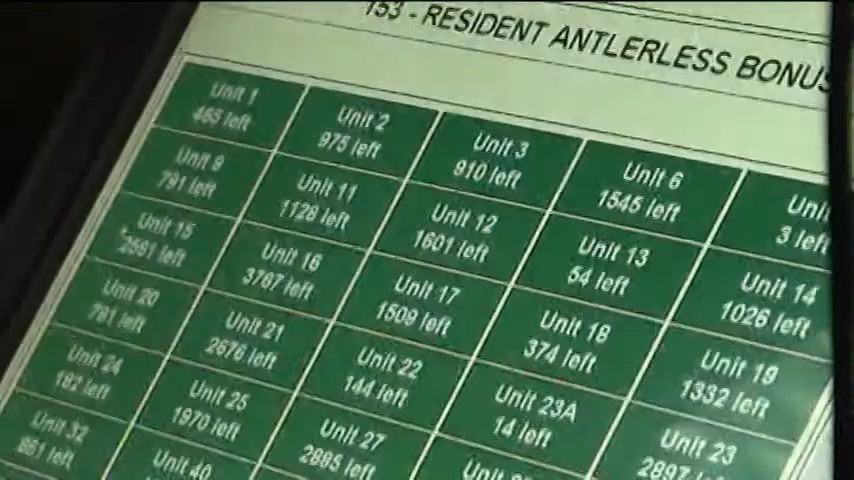 153 - RESIDENT ANTLERLESS BONUS
Unit 1
465 left
Unit 2
975 left
Unit 3
910 left
Unit 6
1545 left
Unit
3 left
Unit 9
791 left
Unit 11
1128 left
Unit 12
1601 left
Unit 13
54 left
Unit 14
1026 left
Unit 15
left
Unit 16
3767 left
Unit 17
1509 left
Unit 18
374 left
Unit 19
1332 left
Unit 20
left
Unit 21
2676 left
Unit 22
144 left
Unit 23A
14 left
Unit 23
2897 left
Unit 24
182 left
Unit 25
1970 left
Unit 27
2885 left
Unit 32
861 left
Unit 40